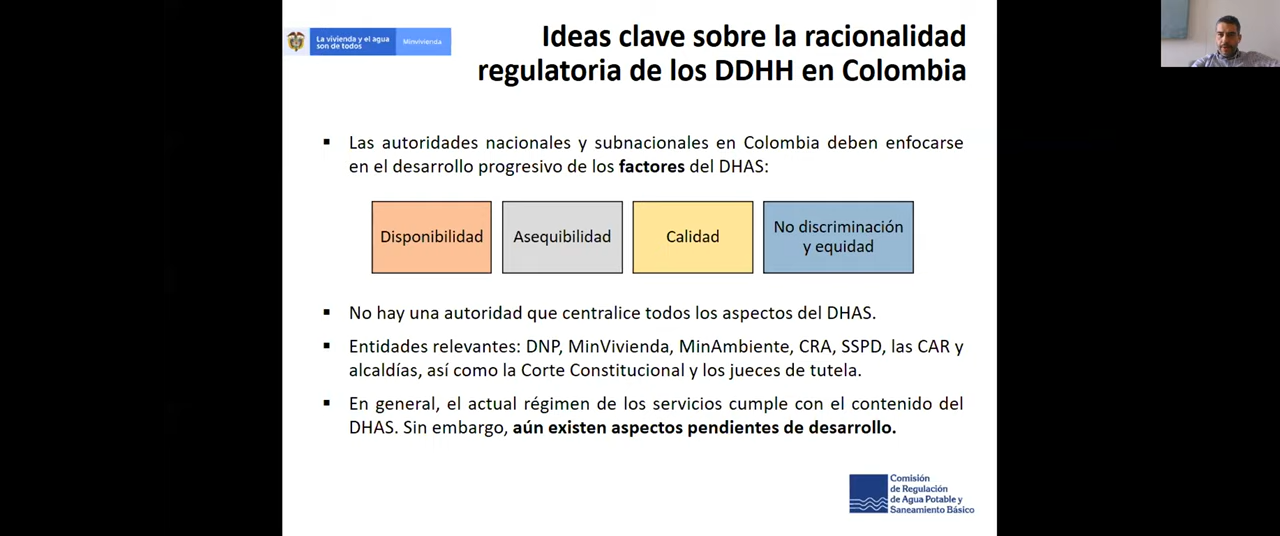 La vivienda y el agua
son de todos
Minvivienda
Ideas clave sobre la racionalidad
regulatoria de los DDHH en Colombia
▪ Las autoridades nacionales y subnacionales en Colombia deben enfocarse
en el desarrollo progresivo de los factores del DHAS:
Disponibilidad
Asequibilidad
Calidad
No discriminación
y equidad
▪ No hay una autoridad que centralice todos los aspectos del DHAS.
▪ Entidades relevantes: DNP, MinVivienda, MinAmbiente, CRA, SSPD, las CAR y
alcaldías, así como la Corte Constitucional y los jueces de tutela.
▪ En general, el actual régimen de los servicios cumple con el contenido del
DHAS. Sin embargo, aún existen aspectos pendientes de desarrollo.
Comisión
de Regulación
de Agua Potable y
Saneamiento Básico